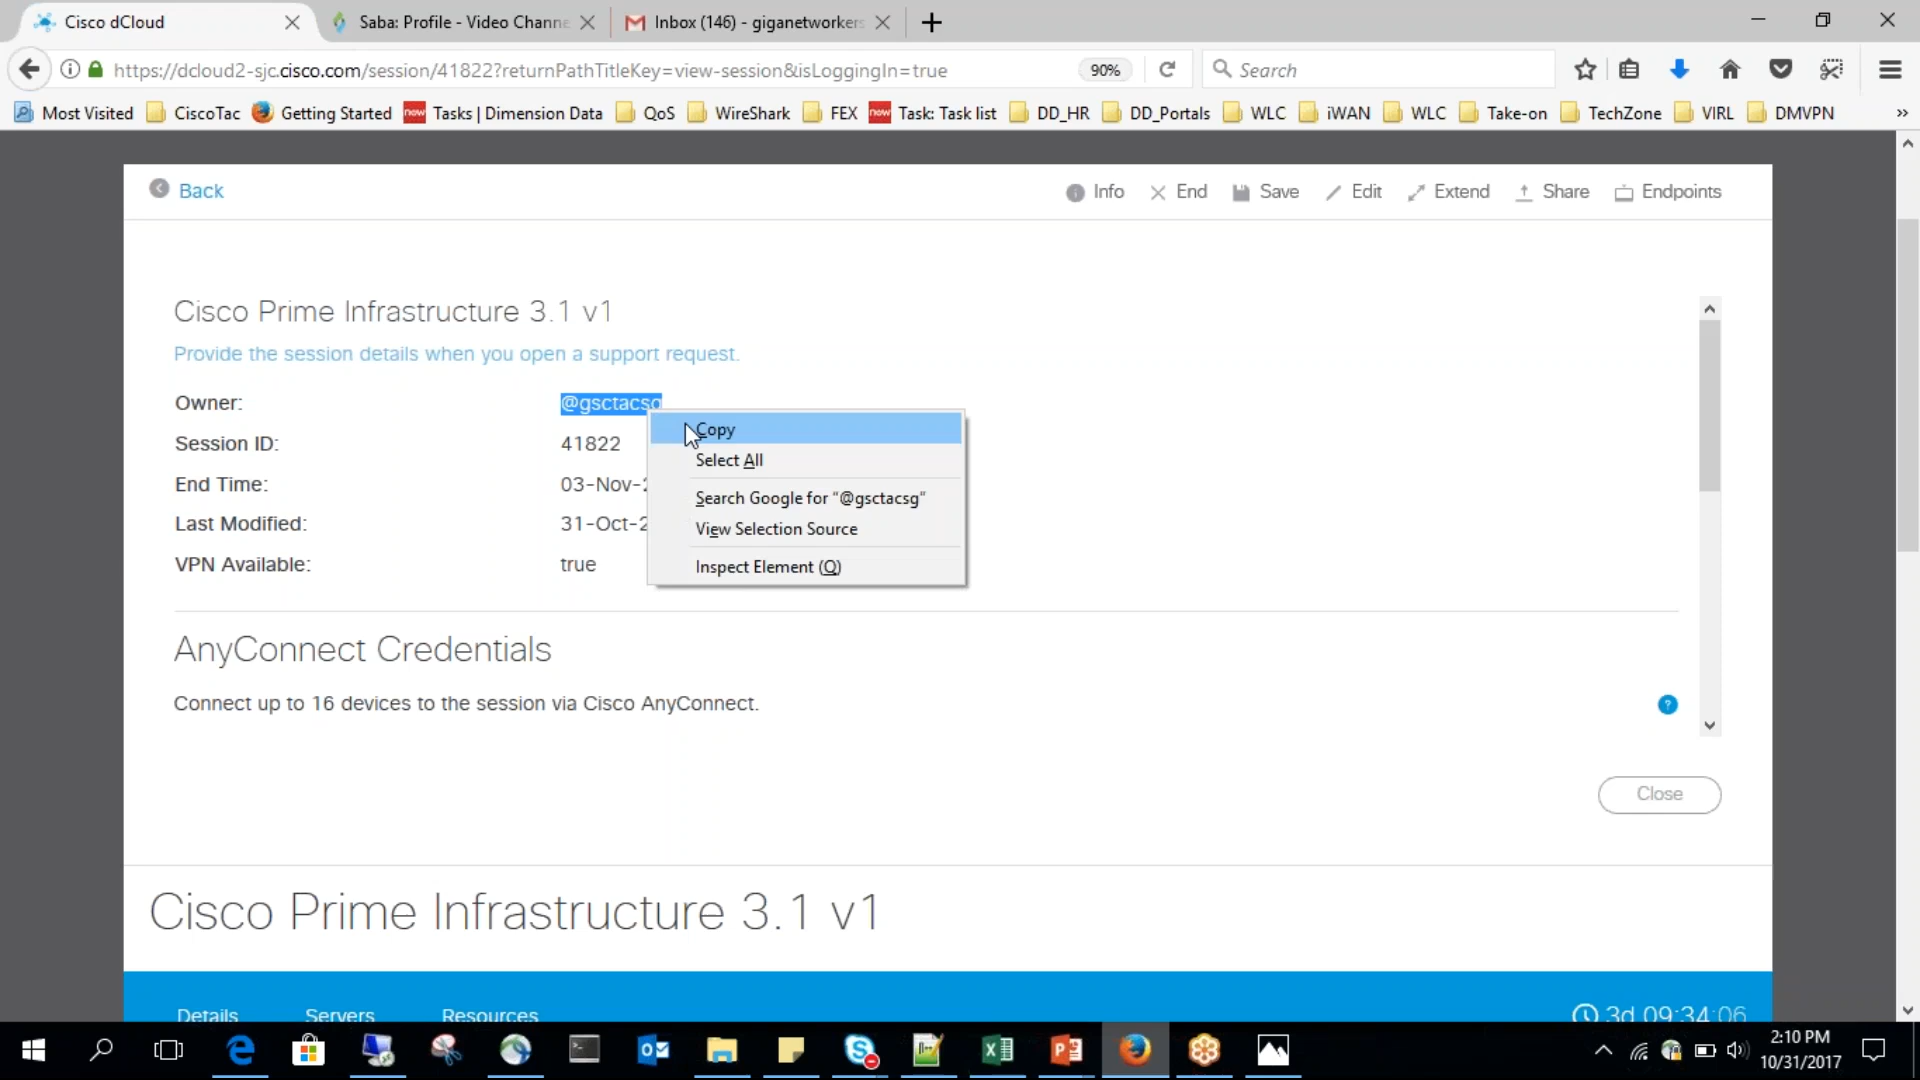 Cisco dCloud
Saba: Profile - Video Channe
Inbox (146) - giganetworkers
https://dcloud2-sjc.cisco.com/session/41822?returnPathTitleKey=view-session&isLoggingIn=true
90%
Search
Most Visited
CiscoTac
Getting Started
now
Tasks | Dimension Data
QoS
WireShark
FEX
now
Task: Task list
DD_HR
DD_Portals
WLC
iWAN
WLC
Take-on
TechZone
VIRL
DMVPN
Back
Info
End
Save
Edit
Extend
Share
Endpoints
Cisco Prime Infrastructure 3.1 v1
Provide the session details when you open a support request.
Owner:
@gsctacsg
Session ID:
41822
End Time:
03-Nov-2
Last Modified:
31-Oct-2
VPN Available:
true
Copy
Select All
Search Google for “@gsctacsg”
View Selection Source
Inspect Element (Q)
AnyConnect Credentials
Connect up to 16 devices to the session via Cisco AnyConnect.
Close
Cisco Prime Infrastructure 3.1 v1
Details
Servers
Resources
3d 09:34:06
2:10 PM
10/31/2017